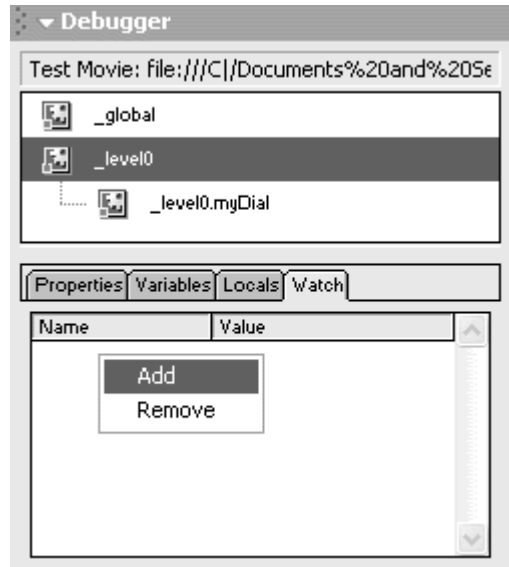 Debugger
Test Movie: file:///C|/Documents%20and%20Se
_global
_level0
_level0.myDial
Properties Variables Locals Watch
Name Value
Add
Remove